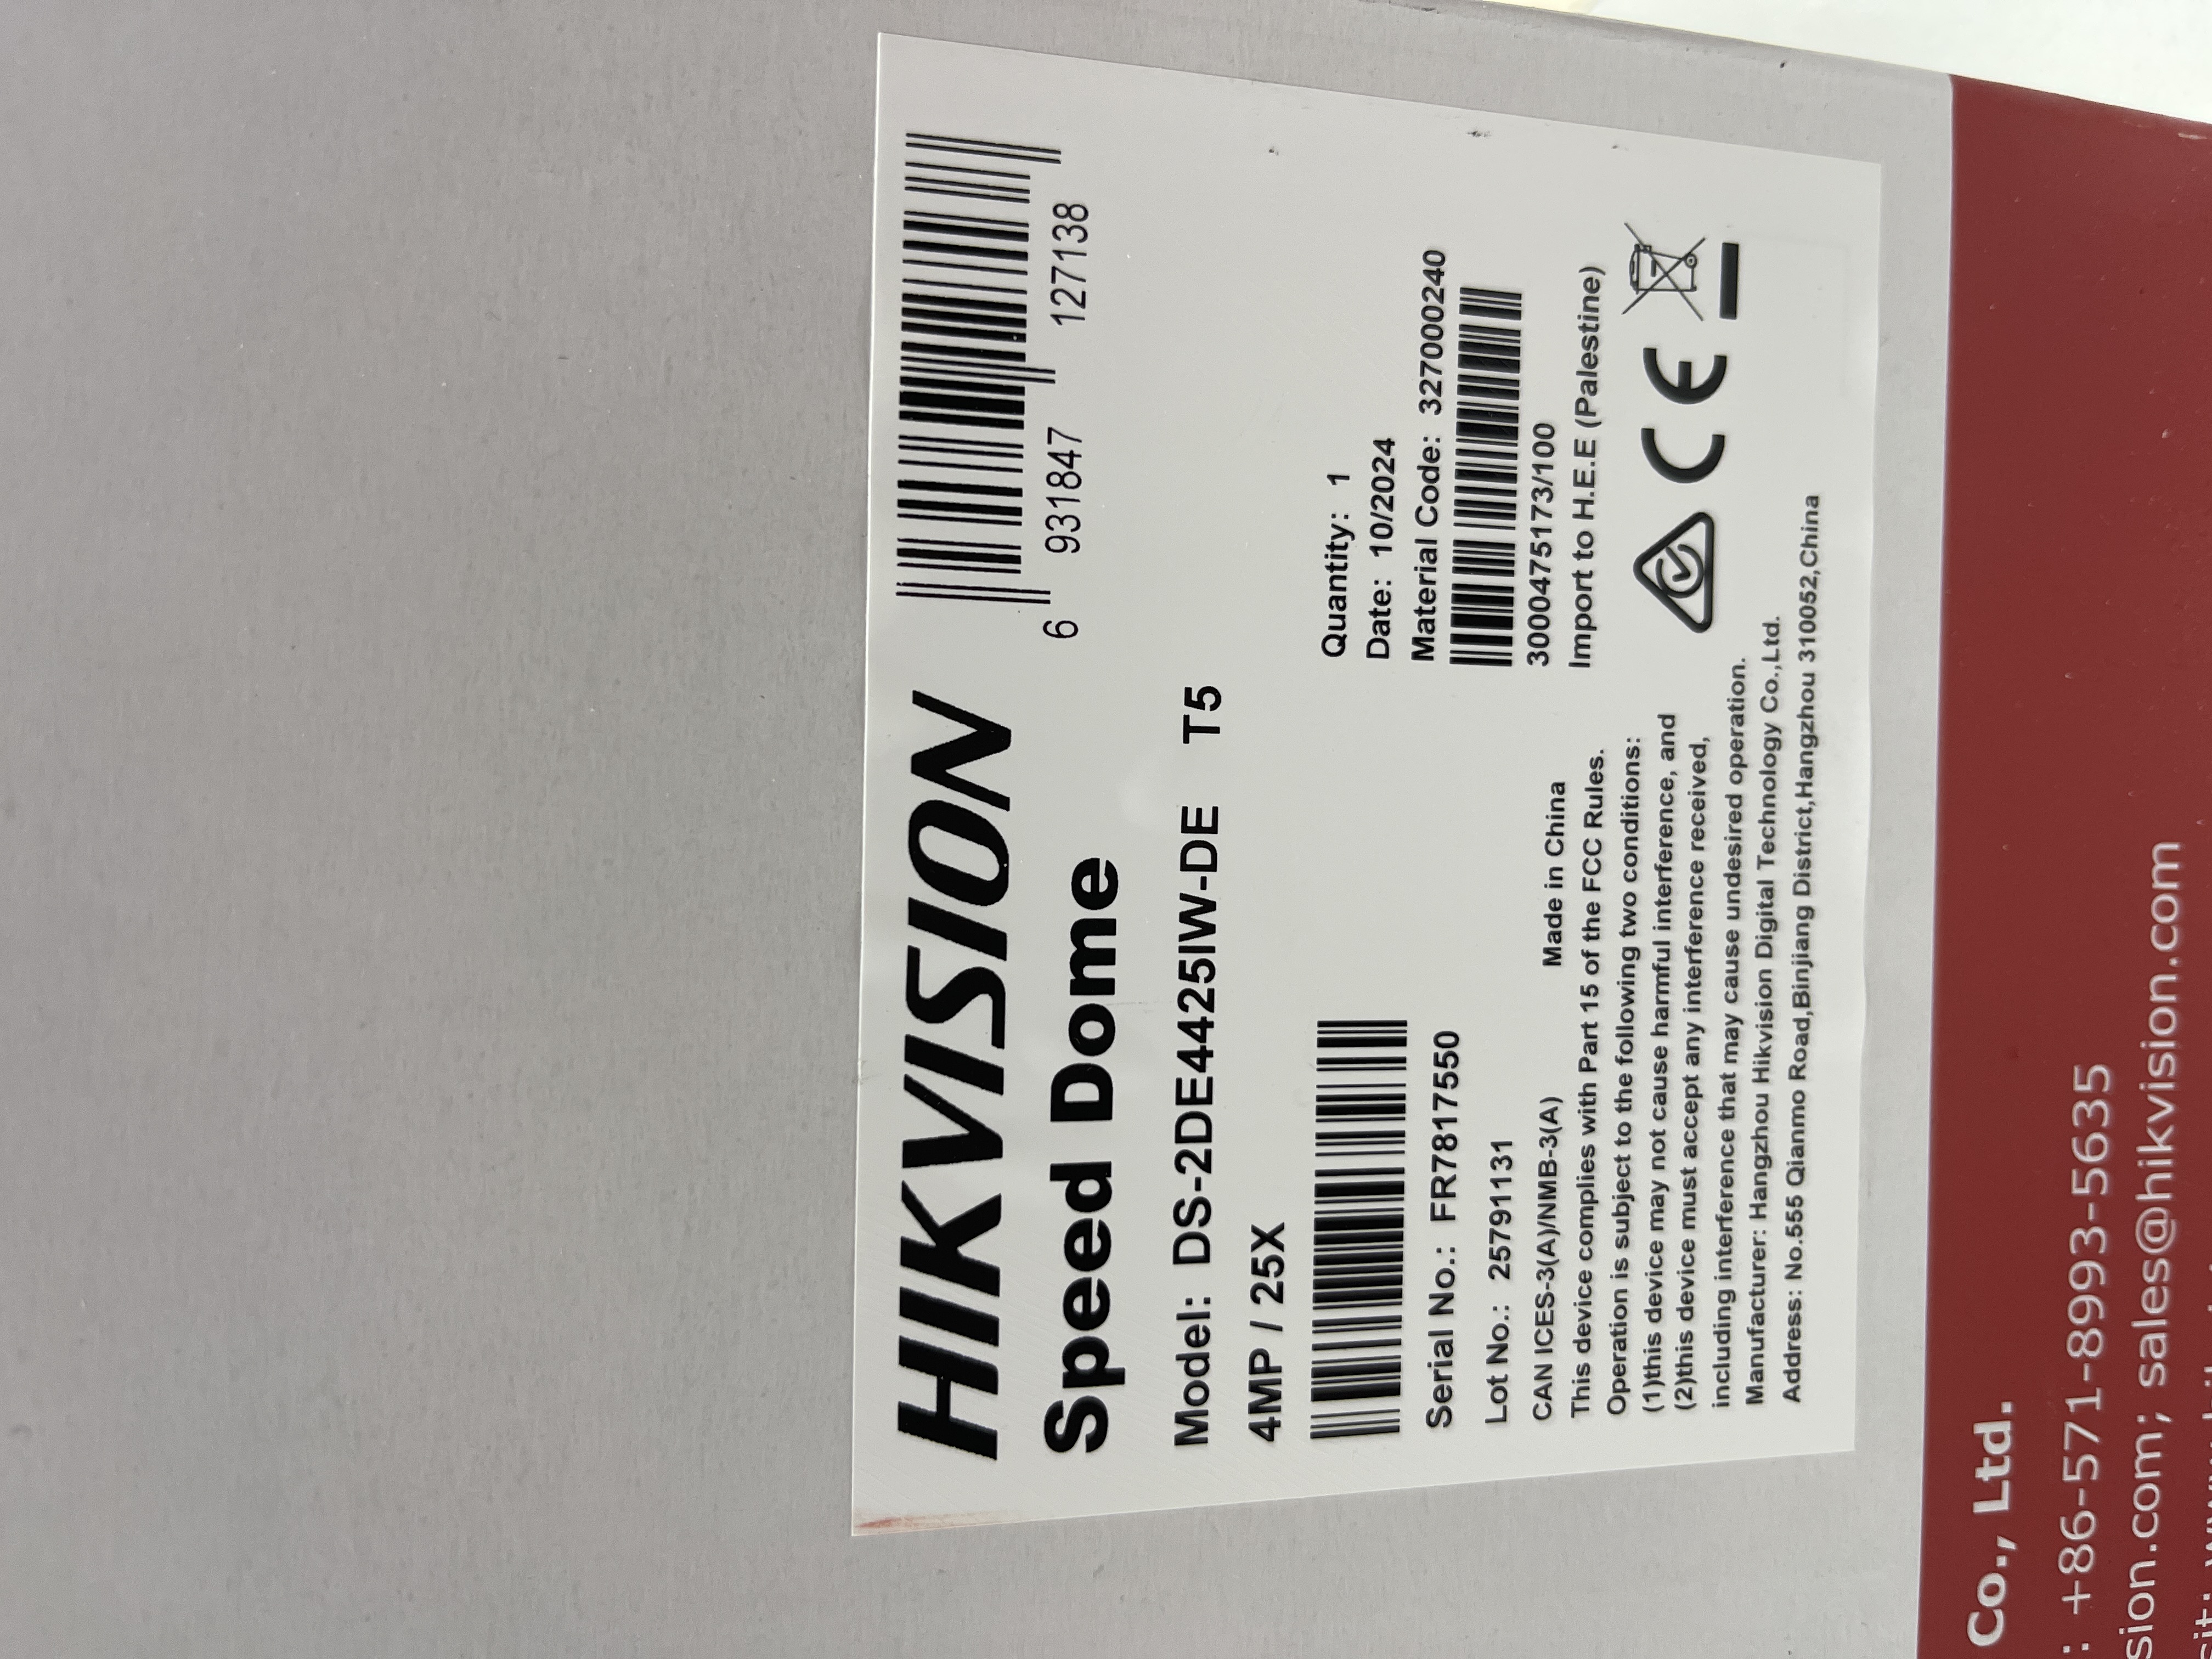 HIKVISION
Speed Dome
6 931847 127138
Model: DS-2DE4425IW-DE T5
4MP / 25X
Serial No.: FR7817550
Lot No.: 25791131
CAN ICES-3(A)/NMB-3(A) Made in China
This device complies with Part 15 of the FCC Rules.
Operation is subject to the following two conditions:
(1)this device may not cause harmful interference, and
(2)this device must accept any interference received,
including interference that may cause undesired operation.
Manufacturer: Hangzhou Hikvision Digital Technology Co.,Ltd.
Address: No.555 Qianmo Road,Binjiang District,Hangzhou 310052,China
Quantity: 1
Date: 10/2024
Material Code: 327000240
3000475173/100
Import to H.E.E (Palestine)
CE
Co., Ltd.
: +86-571-8993-5635
sion.com; sales@hikvision.com